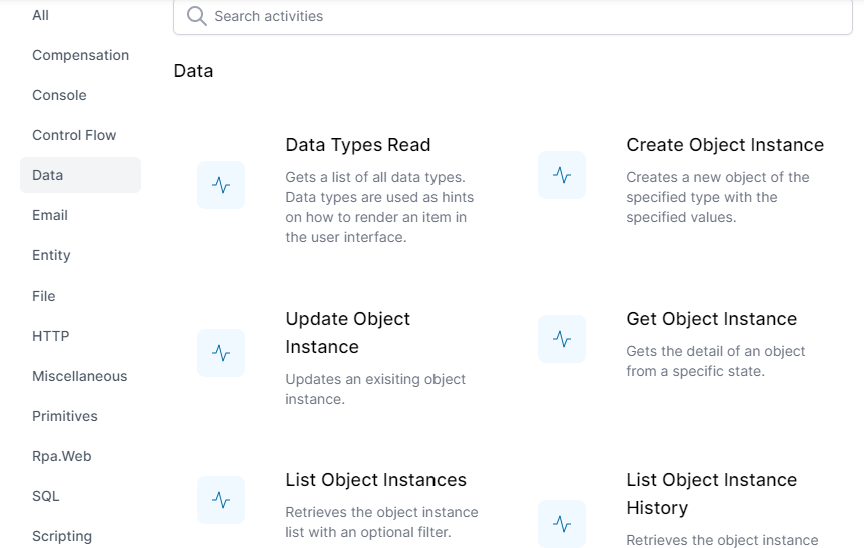 All
Compensation
Console
Control Flow
Data
Email
Entity
File
HTTP
Miscellaneous
Primitives
Rpa.Web
SQL
Scripting
Search activities
Data
Data Types Read
Gets a list of all data types.
Data types are used as hints
on how to render an item in
the user interface.
Create Object Instance
Creates a new object of the
specified type with the
specified values.
Update Object
Instance
Updates an exisiting object
instance.
Get Object Instance
Gets the detail of an object
from a specific state.
List Object Instances
Retrieves the object instance
list with an optional filter.
List Object Instance
History
Retrieves the object instance